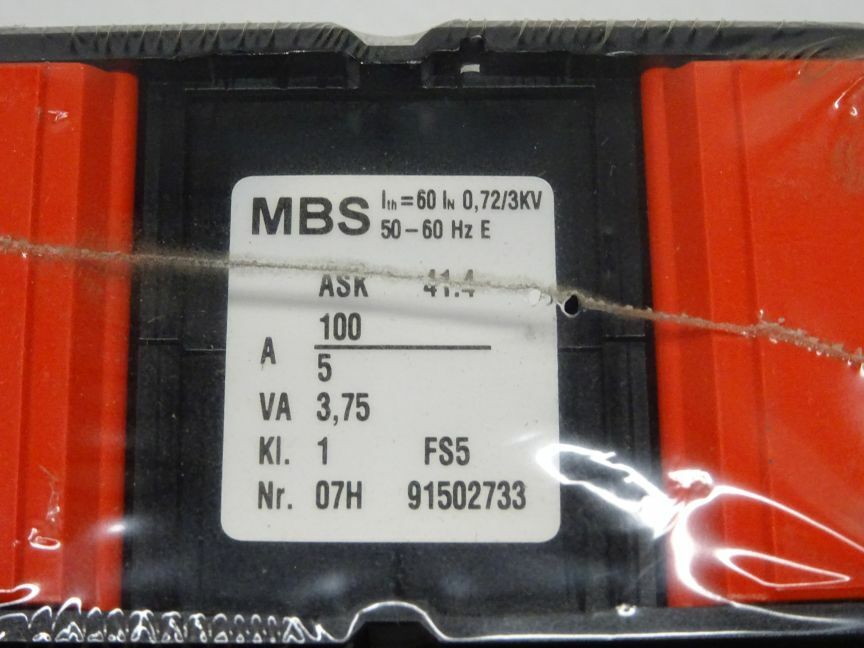 MBS Ith=60 IN 0,72/3KV
50–60 Hz E
ASK 41.4
100
A
5
VA 3,75
Kl. 1 FS5
Nr. 07H 91502733